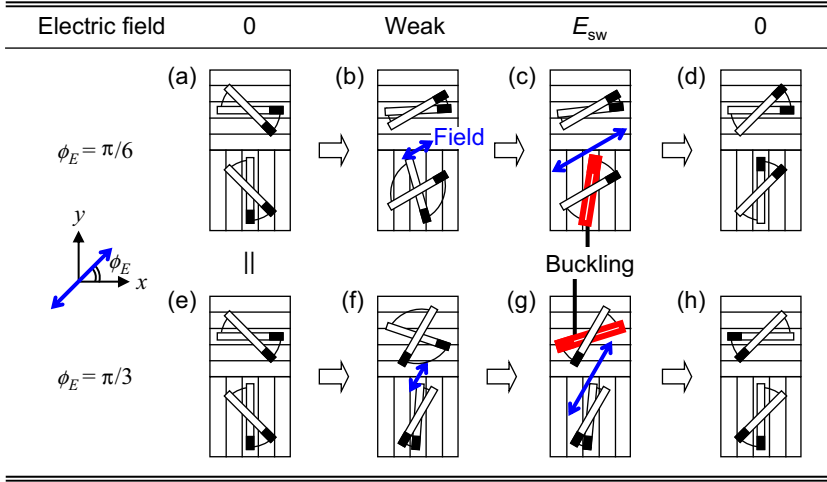 Electric field 0 Weak E_sw 0
(a) (b) (c) (d)
Field
ϕ_E = π/6
y
ϕ_E
x
||
Buckling
(e) (f) (g) (h)
ϕ_E = π/3